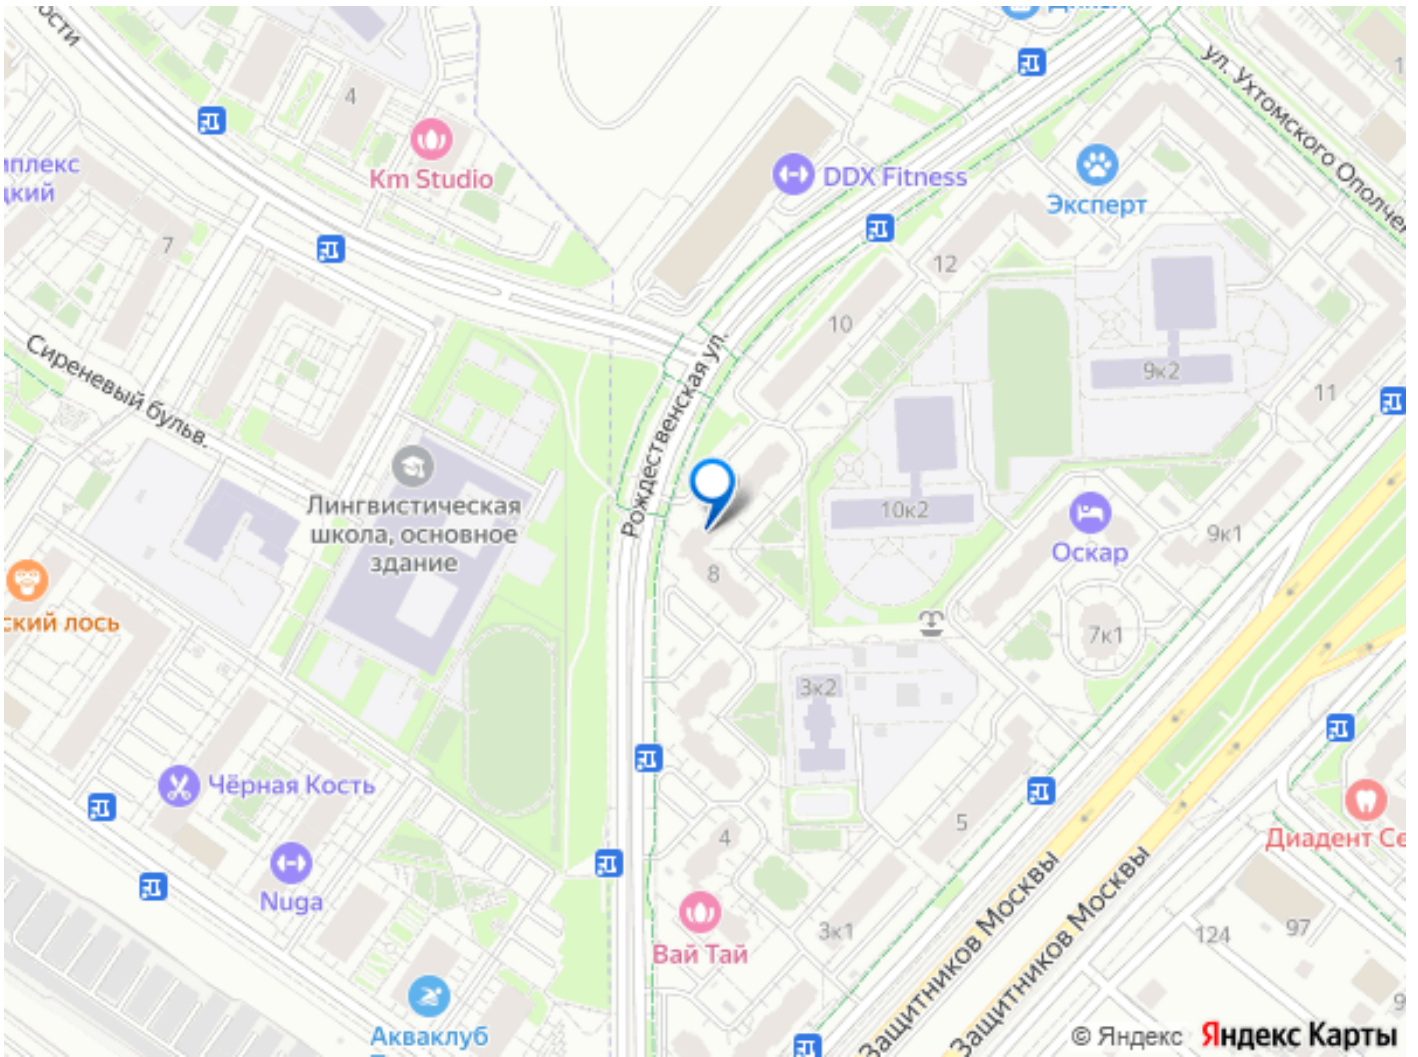 4
Km Studio
7
DDX Fitness
ул. Ухтомского
Эксперт
12
10
Сиреневый бульв.
Рождественская ул.
9к2
11
Лингвистическая
школа, основное
здание
10к2
Оскар
9к1
8
7к1
3к2
Чёрная Кость
Nuga
4
5
Вай Тай
3к1
Защитников Москвы
Защитников Москвы
124
97
Диадент
Акваклуб
© Яндекс
Яндекс Карты